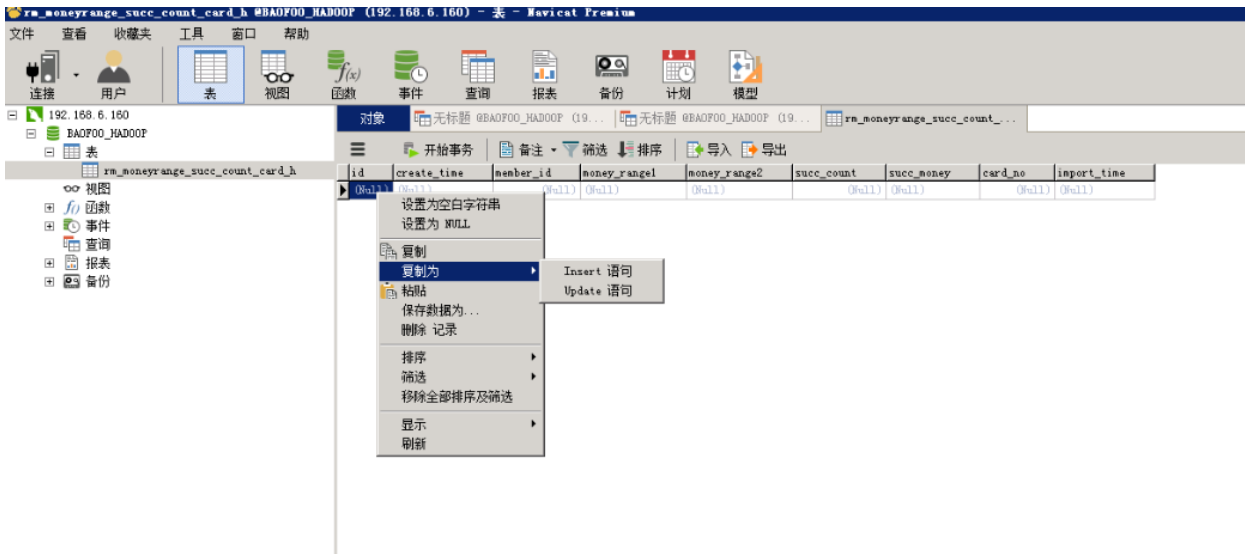 rm_moneyrange_succ_count_card_h @BAOFOO_HADOOP (192.168.6.160) - 表 - Navicat Premium
文件 查看 收藏夹 工具 窗口 帮助
连接 用户 表 视图 函数 事件 查询 报表 备份 计划 模型
192.168.6.160
BAOFOO_HADOOP
表
rm_moneyrange_succ_count_card_h
视图
函数
事件
查询
报表
备份
对象 无标题 @BAOFOO_HADOOP (19... 无标题 @BAOFOO_HADOOP (19... rm_moneyrange_succ_count_...
开始事务 备注 筛选 排序 导入 导出
id create_time member_id money_range1 money_range2 succ_count succ_money card_no import_time
(Null) (Null) (Null) (Null) (Null) (Null) (Null) (Null) (Null)
设置为空白字符串
设置为 NULL
复制
复制为
Insert 语句
Update 语句
粘贴
保存数据为...
删除 记录
排序
筛选
移除全部排序及筛选
显示
刷新